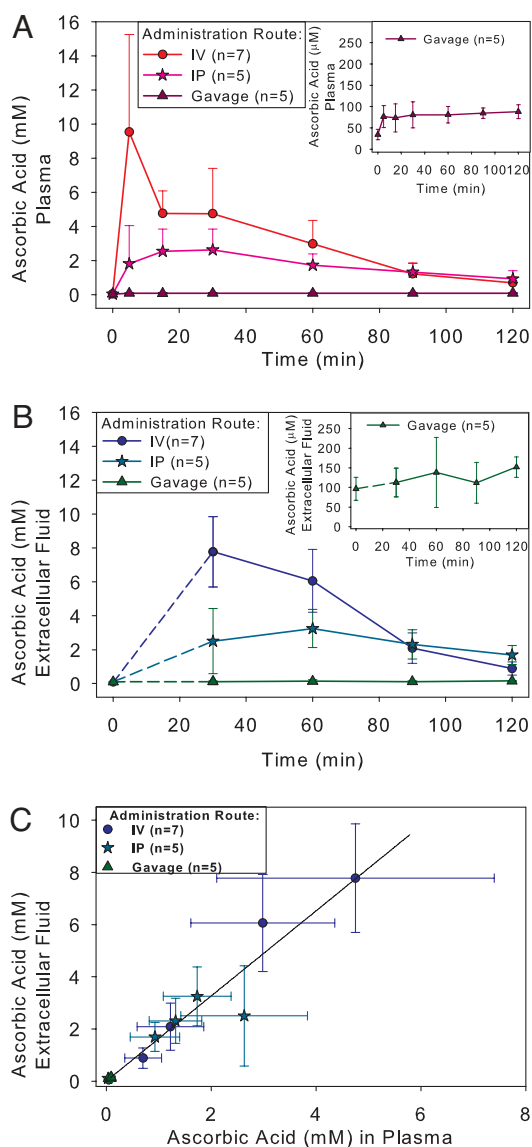 A
Administration Route:
IV (n=7)
IP (n=5)
Gavage (n=5)
Ascorbic Acid (mM)
Plasma
16
14
12
10
8
6
4
2
0
0 20 40 60 80 100 120
Time (min)
Gavage (n=5)
Ascorbic Acid (µM)
Plasma
250
200
150
100
50
0
0 20 40 60 80 100 120
Time (min)
B
Administration Route:
IV(n=7)
IP (n=5)
Gavage (n=5)
Ascorbic Acid (mM)
Extracellular Fluid
16
14
12
10
8
6
4
2
0
0 20 40 60 80 100 120
Time (min)
Gavage (n=5)
Ascorbic Acid (µM)
Extracellular Fluid
250
200
150
100
50
0
0 20 40 60 80 100 120
Time (min)
C
Administration Route:
IV (n=7)
IP (n=5)
Gavage (n=5)
Ascorbic Acid (mM)
Extracellular Fluid
10
8
6
4
2
0
0 2 4 6 8
Ascorbic Acid (mM) in Plasma